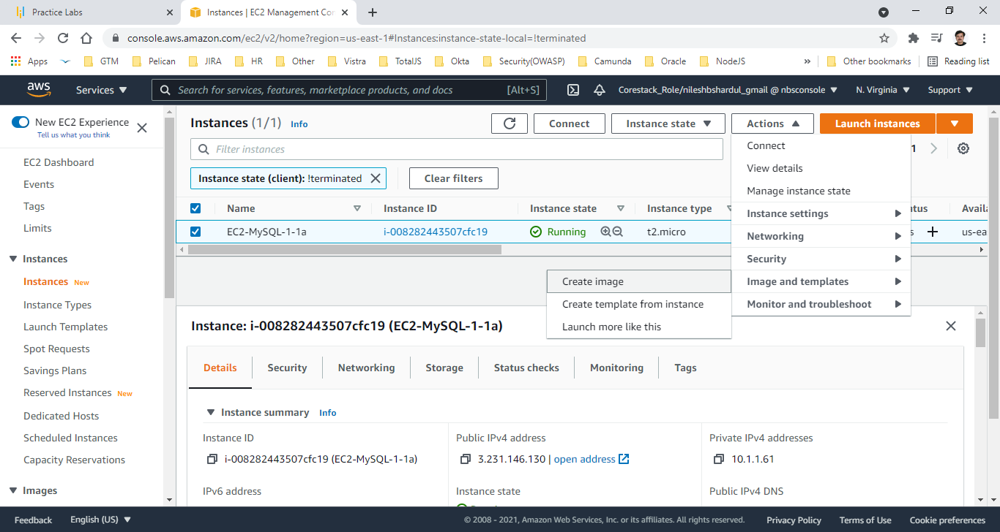 Practice Labs
Instances | EC2 Management Con
console.aws.amazon.com/ec2/v2/home?region=us-east-1#Instances:instance-state-local=!terminated
Apps GTM Pelican JIRA HR Other Vistra TotalJS Okta Security(OWASP) Camunda Oracle NodeJS » Other bookmarks Reading list
aws Services Search for services, features, marketplace products, and docs [Alt+S] Corestack_Role/nileshbshardul_gmail @ nbsconsole N. Virginia Support
New EC2 Experience
Tell us what you think
EC2 Dashboard
Events
Tags
Limits
Instances
Instances New
Instance Types
Launch Templates
Spot Requests
Savings Plans
Reserved Instances New
Dedicated Hosts
Scheduled Instances
Capacity Reservations
Images
Instances (1/1) Info
Connect Instance state Actions Launch instances
Filter instances
1
Instance state (client): !terminated Clear filters
Name Instance ID Instance state Instance type
EC2-MySQL-1-1a i-008282443507cfc19 Running t2.micro
Connect
View details
Manage instance state
Instance settings
Networking
Security
Image and templates
Monitor and troubleshoot
Create image
Create template from instance
Launch more like this
Instance: i-008282443507cfc19 (EC2-MySQL-1-1a)
Details Security Networking Storage Status checks Monitoring Tags
Instance summary Info
Instance ID
i-008282443507cfc19 (EC2-MySQL-1-1a)
Public IPv4 address
3.231.146.130 | open address
Private IPv4 addresses
10.1.1.61
IPv6 address
Instance state
Public IPv4 DNS
Feedback English (US) © 2008 - 2021, Amazon Web Services, Inc. or its affiliates. All rights reserved. Privacy Policy Terms of Use Cookie preferences